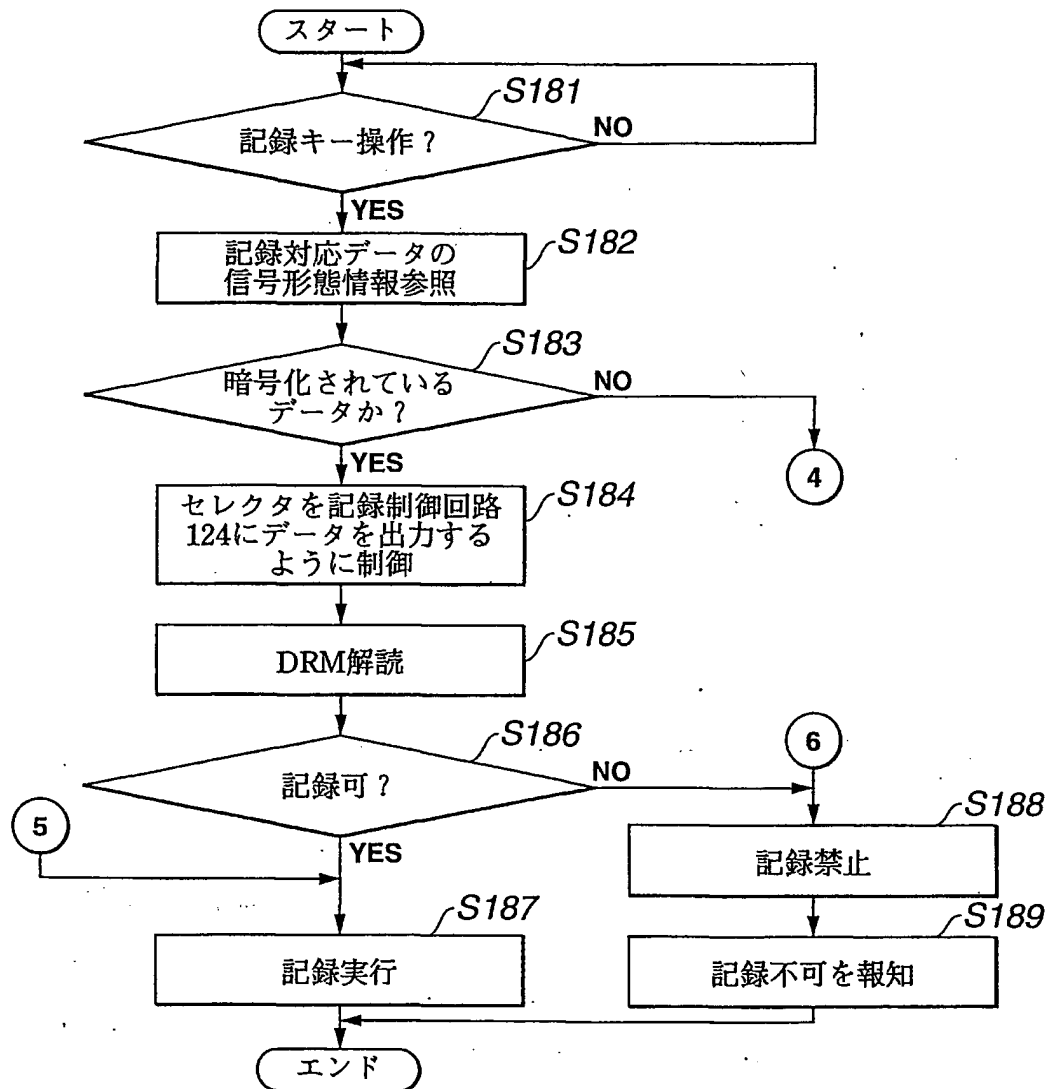 スタート
S181
記録キー操作？
NO
YES
S182
記録対応データの
信号形態情報参照
S183
暗号化されている
データか？
NO
YES
4
S184
セレクタを記録制御回路
124にデータを出力する
ように制御
S185
DRM解読
S186
6
記録可？
NO
5
YES
S188
記録禁止
S187
S189
記録実行
記録不可を報知
エンド